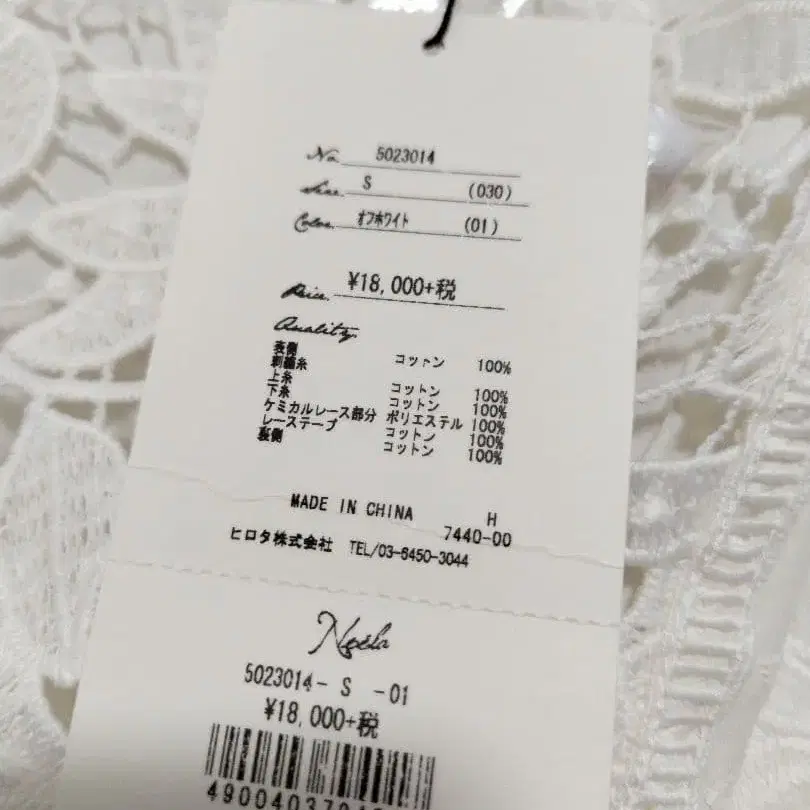 No. 5023014
Size. S (030)
Color. オフホワイト (01)
Price. ¥18,000+税
Quality.
表側 コットン 100%
刺繍糸
上糸 コットン 100%
下糸 コットン 100%
ケミカルレース部分 ポリエステル 100%
レーステープ コットン 100%
裏側 コットン 100%
MADE IN CHINA H
7440-00
ヒロタ株式会社 TEL/03-6450-3044
Noëla
5023014- S -01
¥18,000+税